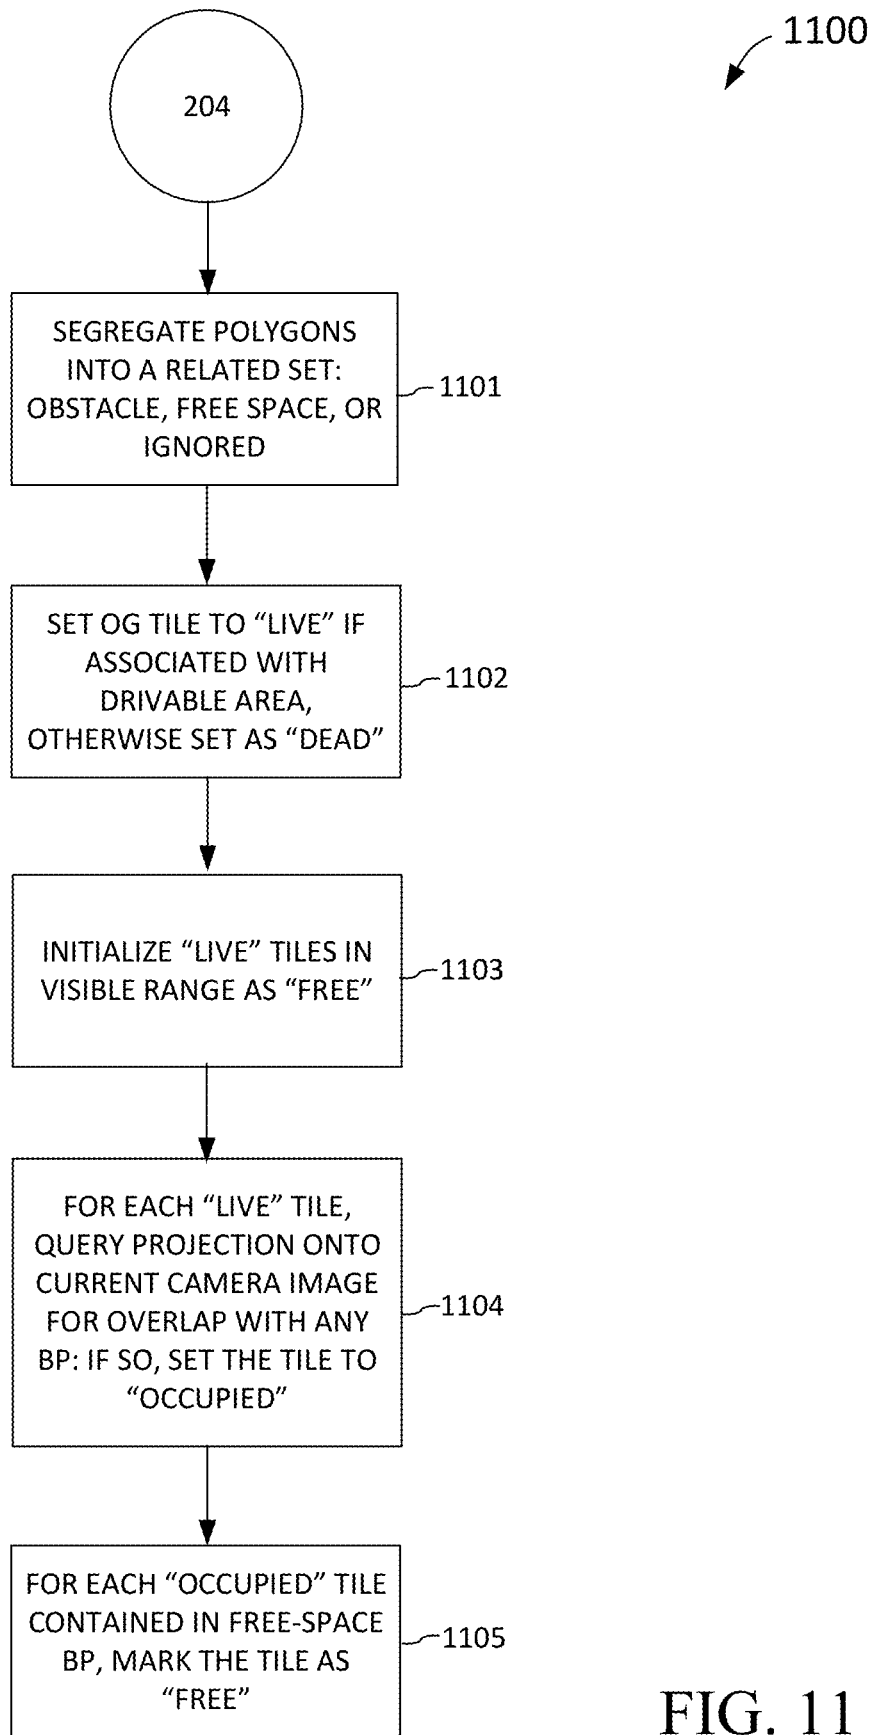 1100
204
SEGREGATE POLYGONS
INTO A RELATED SET:
OBSTACLE, FREE SPACE, OR
IGNORED
1101
SET OG TILE TO “LIVE” IF
ASSOCIATED WITH
DRIVABLE AREA,
OTHERWISE SET AS “DEAD”
1102
INITIALIZE “LIVE” TILES IN
VISIBLE RANGE AS “FREE”
1103
FOR EACH “LIVE” TILE,
QUERY PROJECTION ONTO
CURRENT CAMERA IMAGE
FOR OVERLAP WITH ANY
BP: IF SO, SET THE TILE TO
“OCCUPIED”
1104
FOR EACH “OCCUPIED” TILE
CONTAINED IN FREE-SPACE
BP, MARK THE TILE AS
“FREE”
1105
FIG. 11